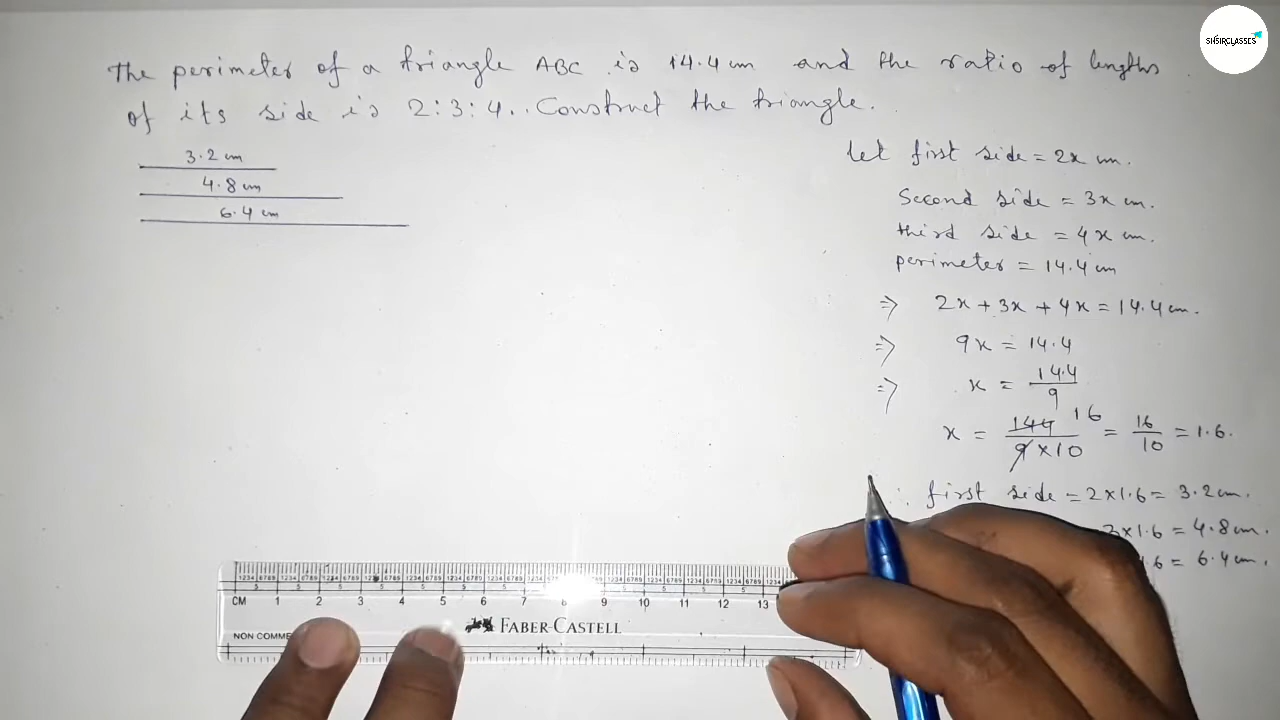 The perimeter of a triangle ABC is 14.4 cm and the ratio of lengths
of its side is 2:3:4. Construct the triangle.
3.2 cm
4.8 cm
6.4 cm
Let first side = 2x cm.
Second side = 3x cm.
third side = 4x cm.
perimeter = 14.4 cm
⇒ 2x + 3x + 4x = 14.4 cm.
⇒ 9x = 14.4
⇒ x = 14.4/9
x = 144/9×10 16 = 16/10 = 1.6.
∴ first side = 2×1.6 = 3.2 cm.
3×1.6 = 4.8 cm.
.6 = 6.4 cm.
CM 1 2 3 4 5 6 7 8 9 10 11 12 13
FABER-CASTELL
NON COMME
SHSIRCLASSES